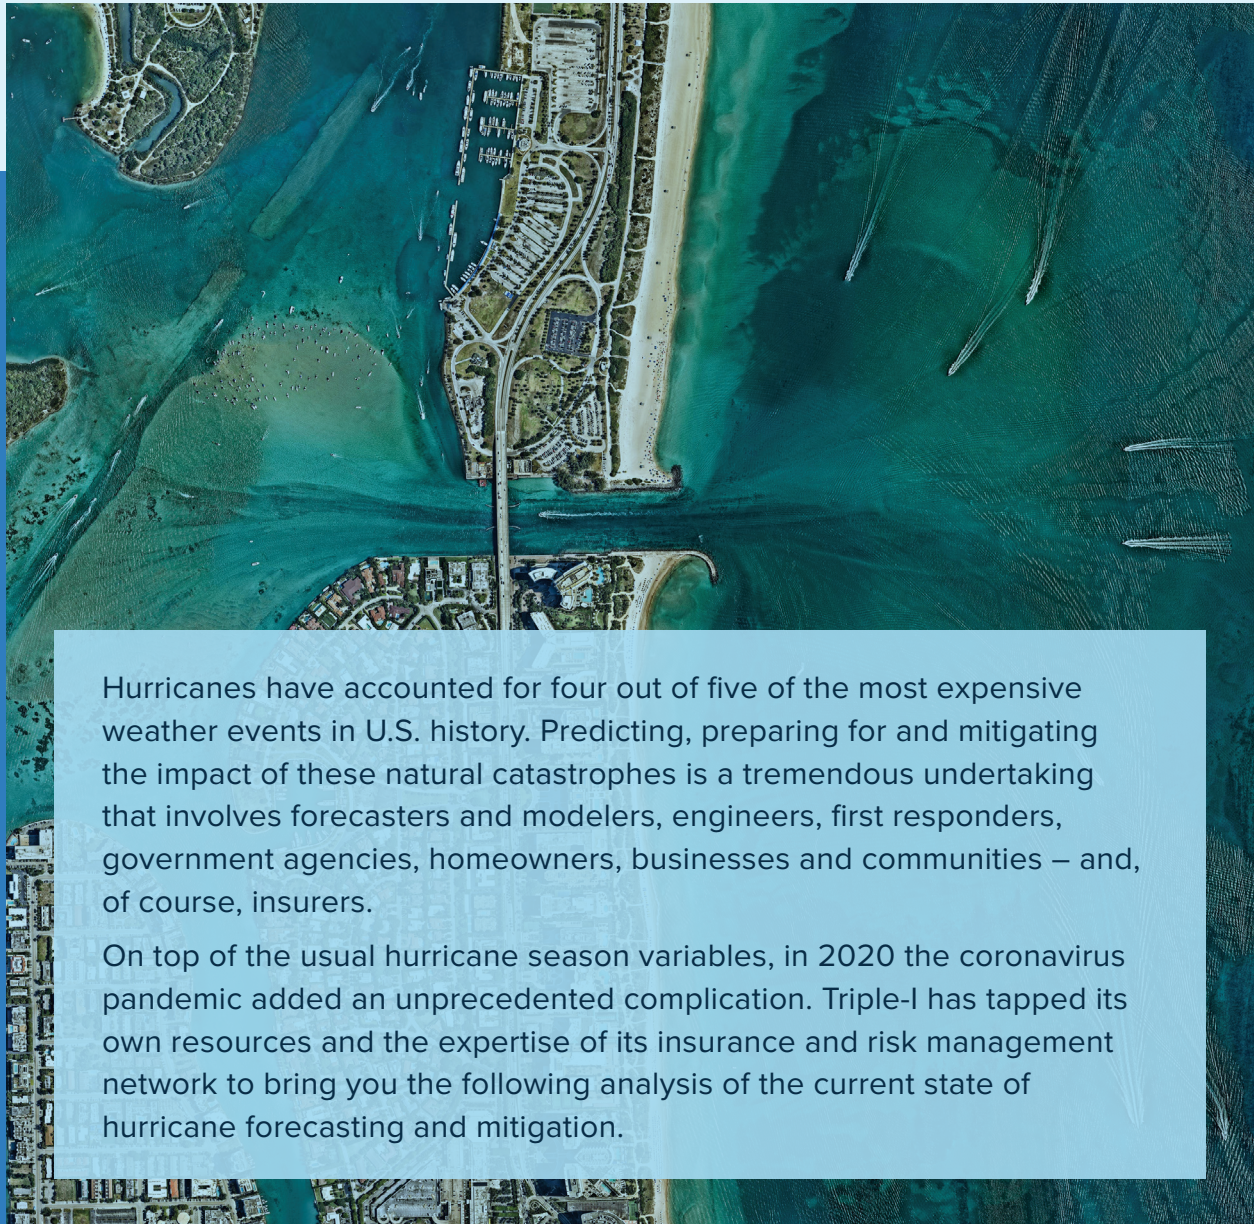 Hurricanes have accounted for four out of five of the most expensive
weather events in U.S. history. Predicting, preparing for and mitigating
the impact of these natural catastrophes is a tremendous undertaking
that involves forecasters and modelers, engineers, first responders,
government agencies, homeowners, businesses and communities – and,
of course, insurers.
On top of the usual hurricane season variables, in 2020 the coronavirus
pandemic added an unprecedented complication. Triple-I has tapped its
own resources and the expertise of its insurance and risk management
network to bring you the following analysis of the current state of
hurricane forecasting and mitigation.